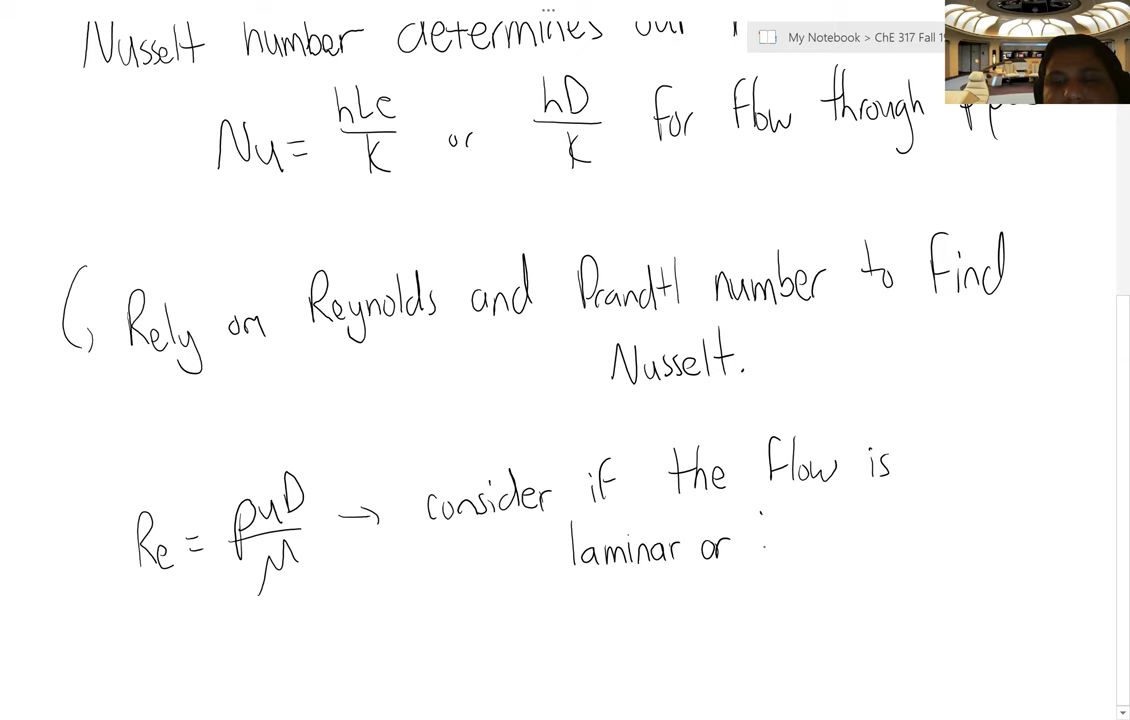 Nusselt number determines our
My Notebook > ChE 317 Fall 19
Nu = hLc/k or hD/k for flow through
Rely on Reynolds and Prandtl number to find
Nusselt.
Re = ρuD/μ → consider if the flow is
laminar or